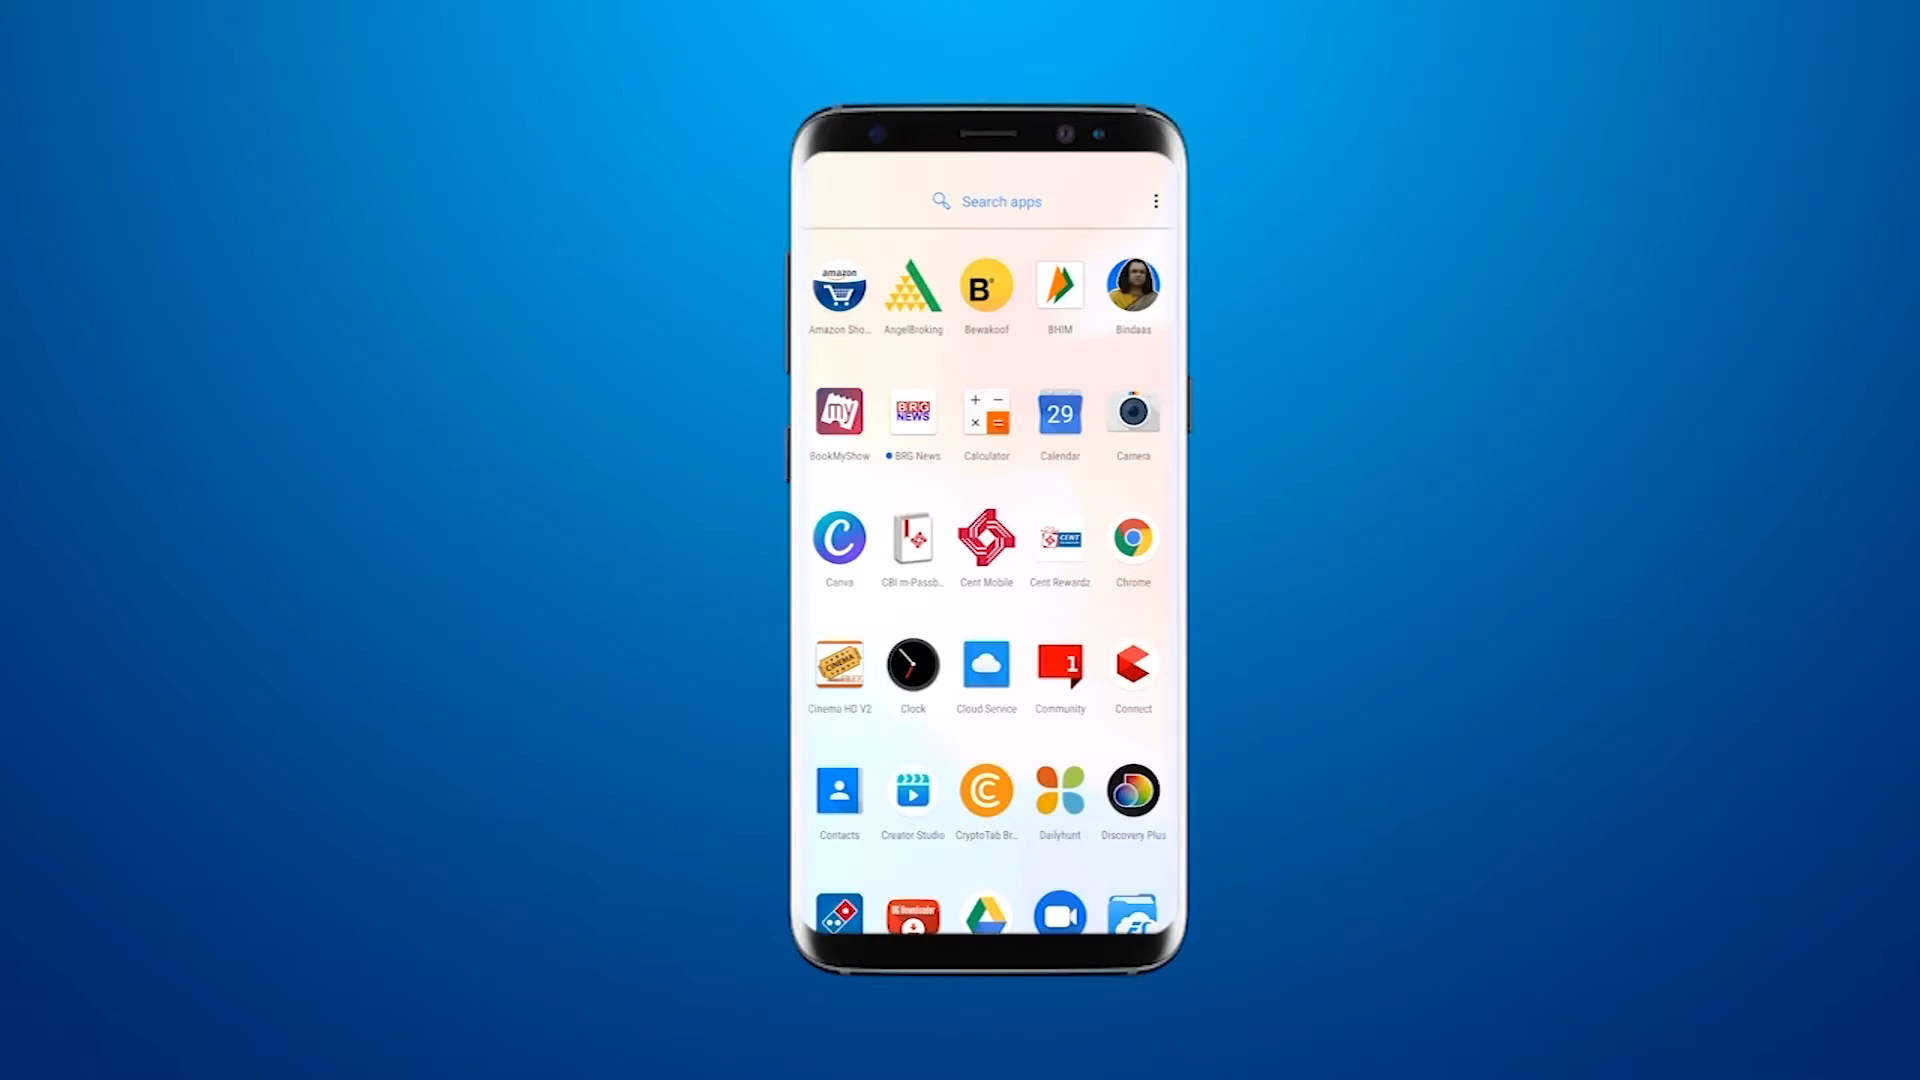 Search apps
amazon
Amazon Sho...
AngelBroking
B
Bewakoof
BHIM
Bindaas
my
BookMyShow
BRG
NEWS
BRG News
+ −
× =
Calculator
29
Calendar
Camera
C
Canva
CBI m-Passb...
Cent Mobile
CENT
Cent Rewardz
Chrome
CINEMA
Cinema HD V2
Clock
Cloud Service
1
Community
Connect
Contacts
Creator Studio
C
CryptoTab Br...
Dailyhunt
Discovery Plus
Downloader